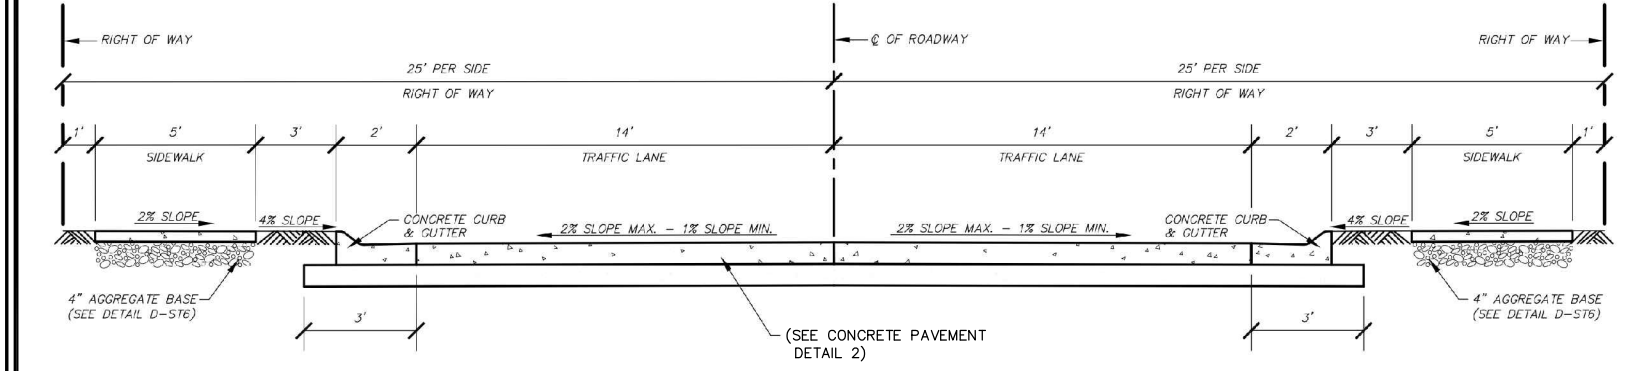 RIGHT OF WAY
℄ OF ROADWAY
RIGHT OF WAY
25' PER SIDE
25' PER SIDE
RIGHT OF WAY
RIGHT OF WAY
1' 5' 3' 2' 14' 14' 2' 3' 5' 1'
SIDEWALK TRAFFIC LANE TRAFFIC LANE SIDEWALK
2% SLOPE
4% SLOPE
CONCRETE CURB
& GUTTER
2% SLOPE MAX. - 1% SLOPE MIN.
2% SLOPE MAX. - 1% SLOPE MIN.
CONCRETE CURB
& GUTTER
4% SLOPE
2% SLOPE
4" AGGREGATE BASE
(SEE DETAIL D-ST6)
3'
(SEE CONCRETE PAVEMENT
DETAIL 2)
3'
4" AGGREGATE BASE
(SEE DETAIL D-ST6)